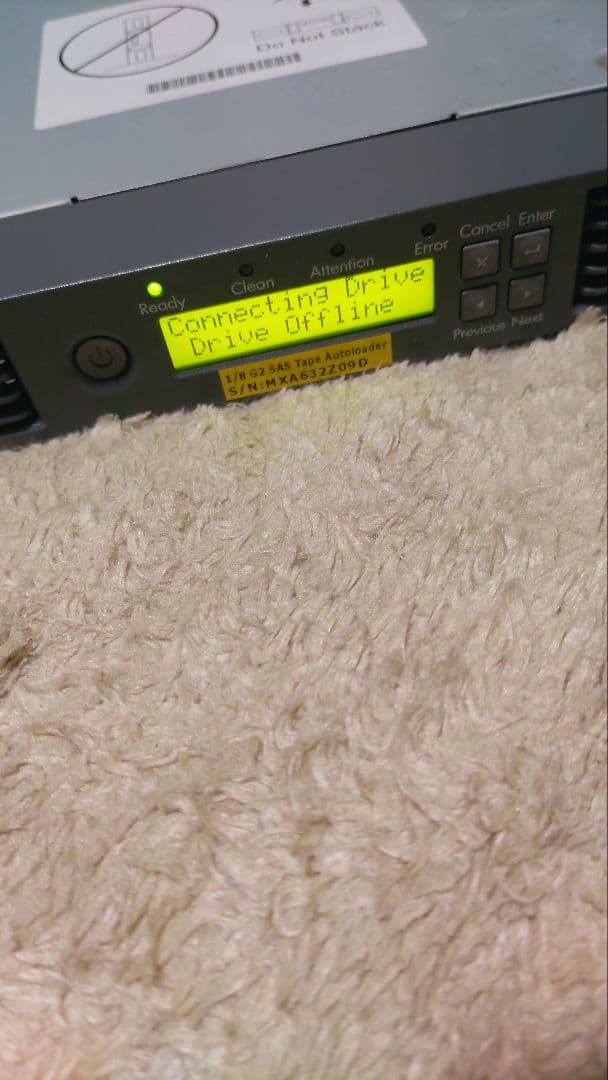 Do Not Stack
Cancel Enter
Ready Clean Attention Error
Connecting Drive
Drive Offline
Previous Next
1/8 G2 SAS Tape Autoloader
S/N:MXA632Z09D